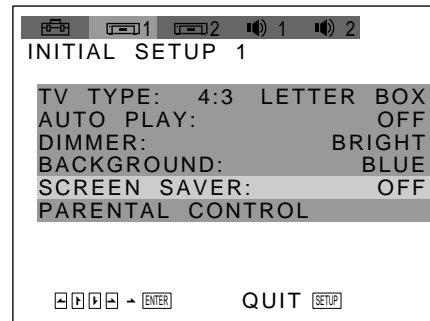 1 2 1 2
INITIAL SETUP 1
TV TYPE: 4:3 LETTER BOX
AUTO PLAY: OFF
DIMMER: BRIGHT
BACKGROUND: BLUE
SCREEN SAVER: OFF
PARENTAL CONTROL
ENTER QUIT SETUP